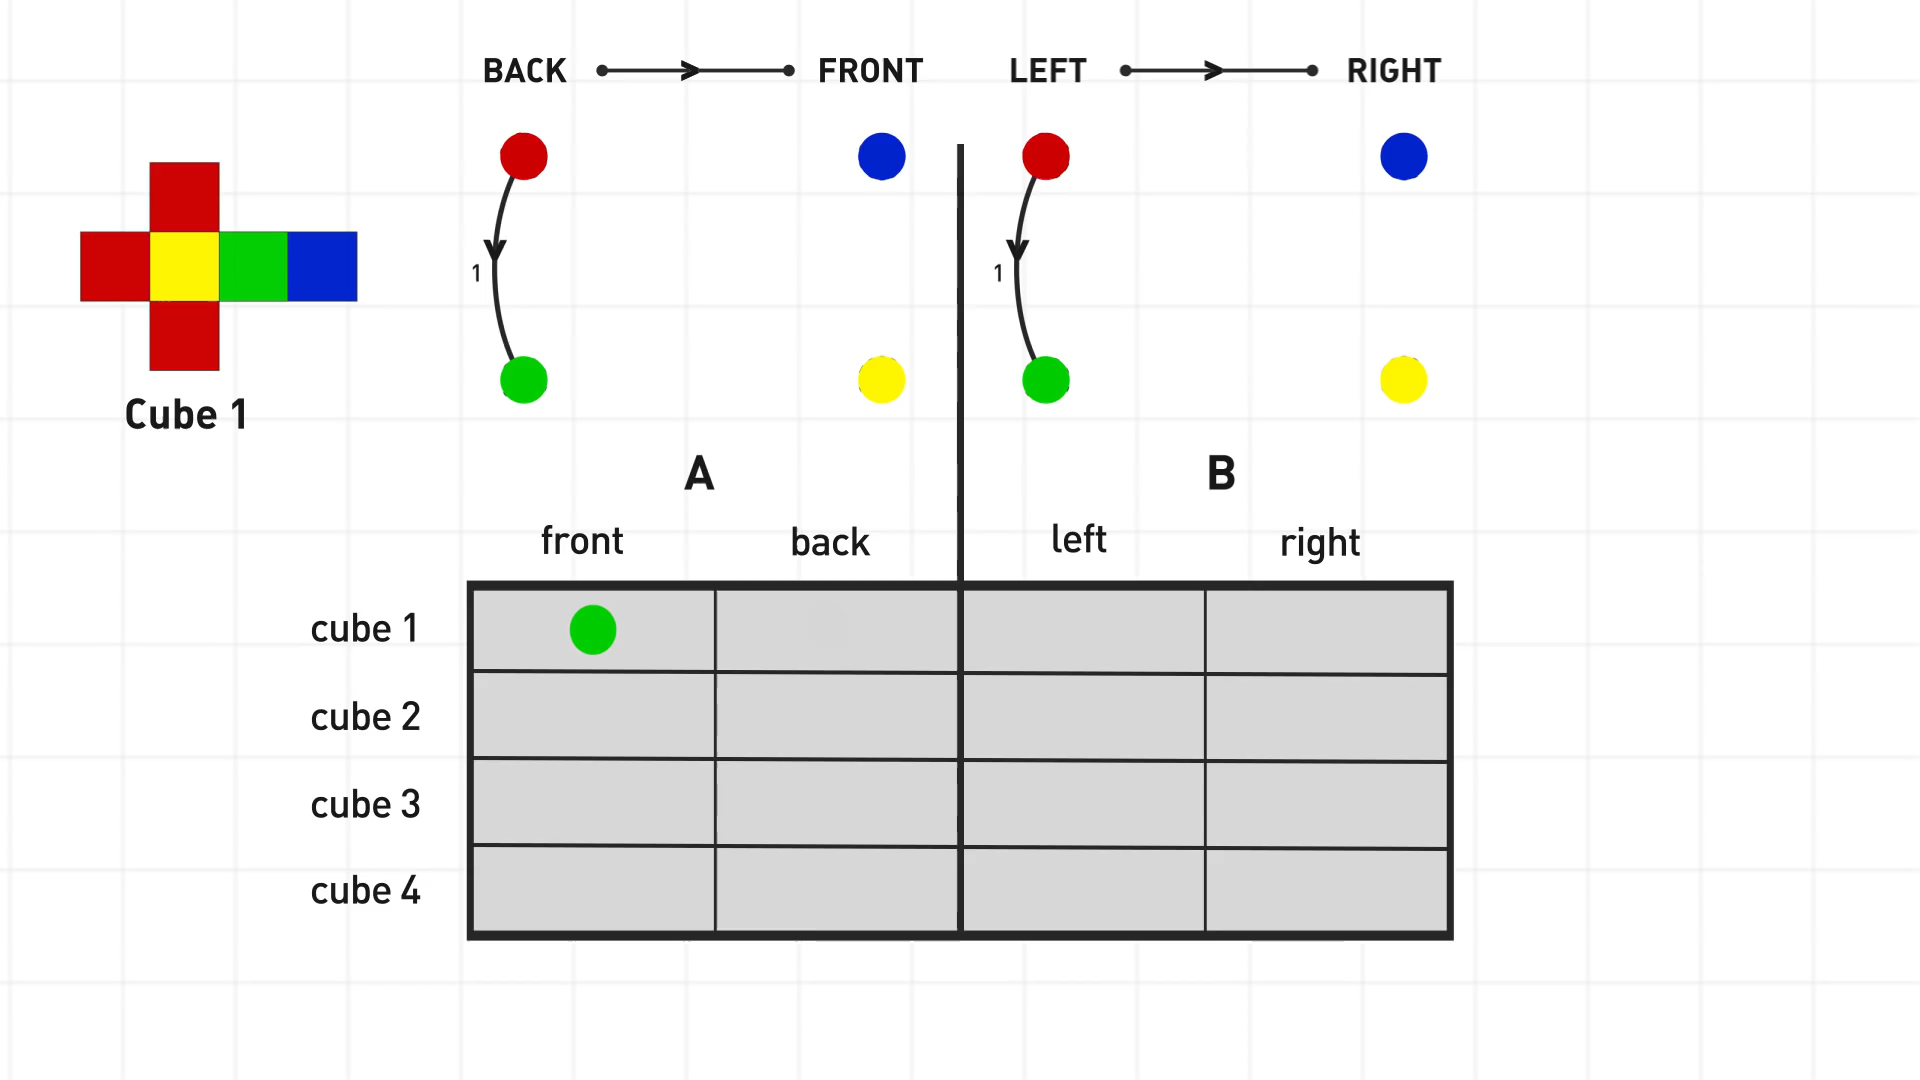 BACK FRONT LEFT RIGHT
1 1
Cube 1
A B
front back left right
cube 1
cube 2
cube 3
cube 4